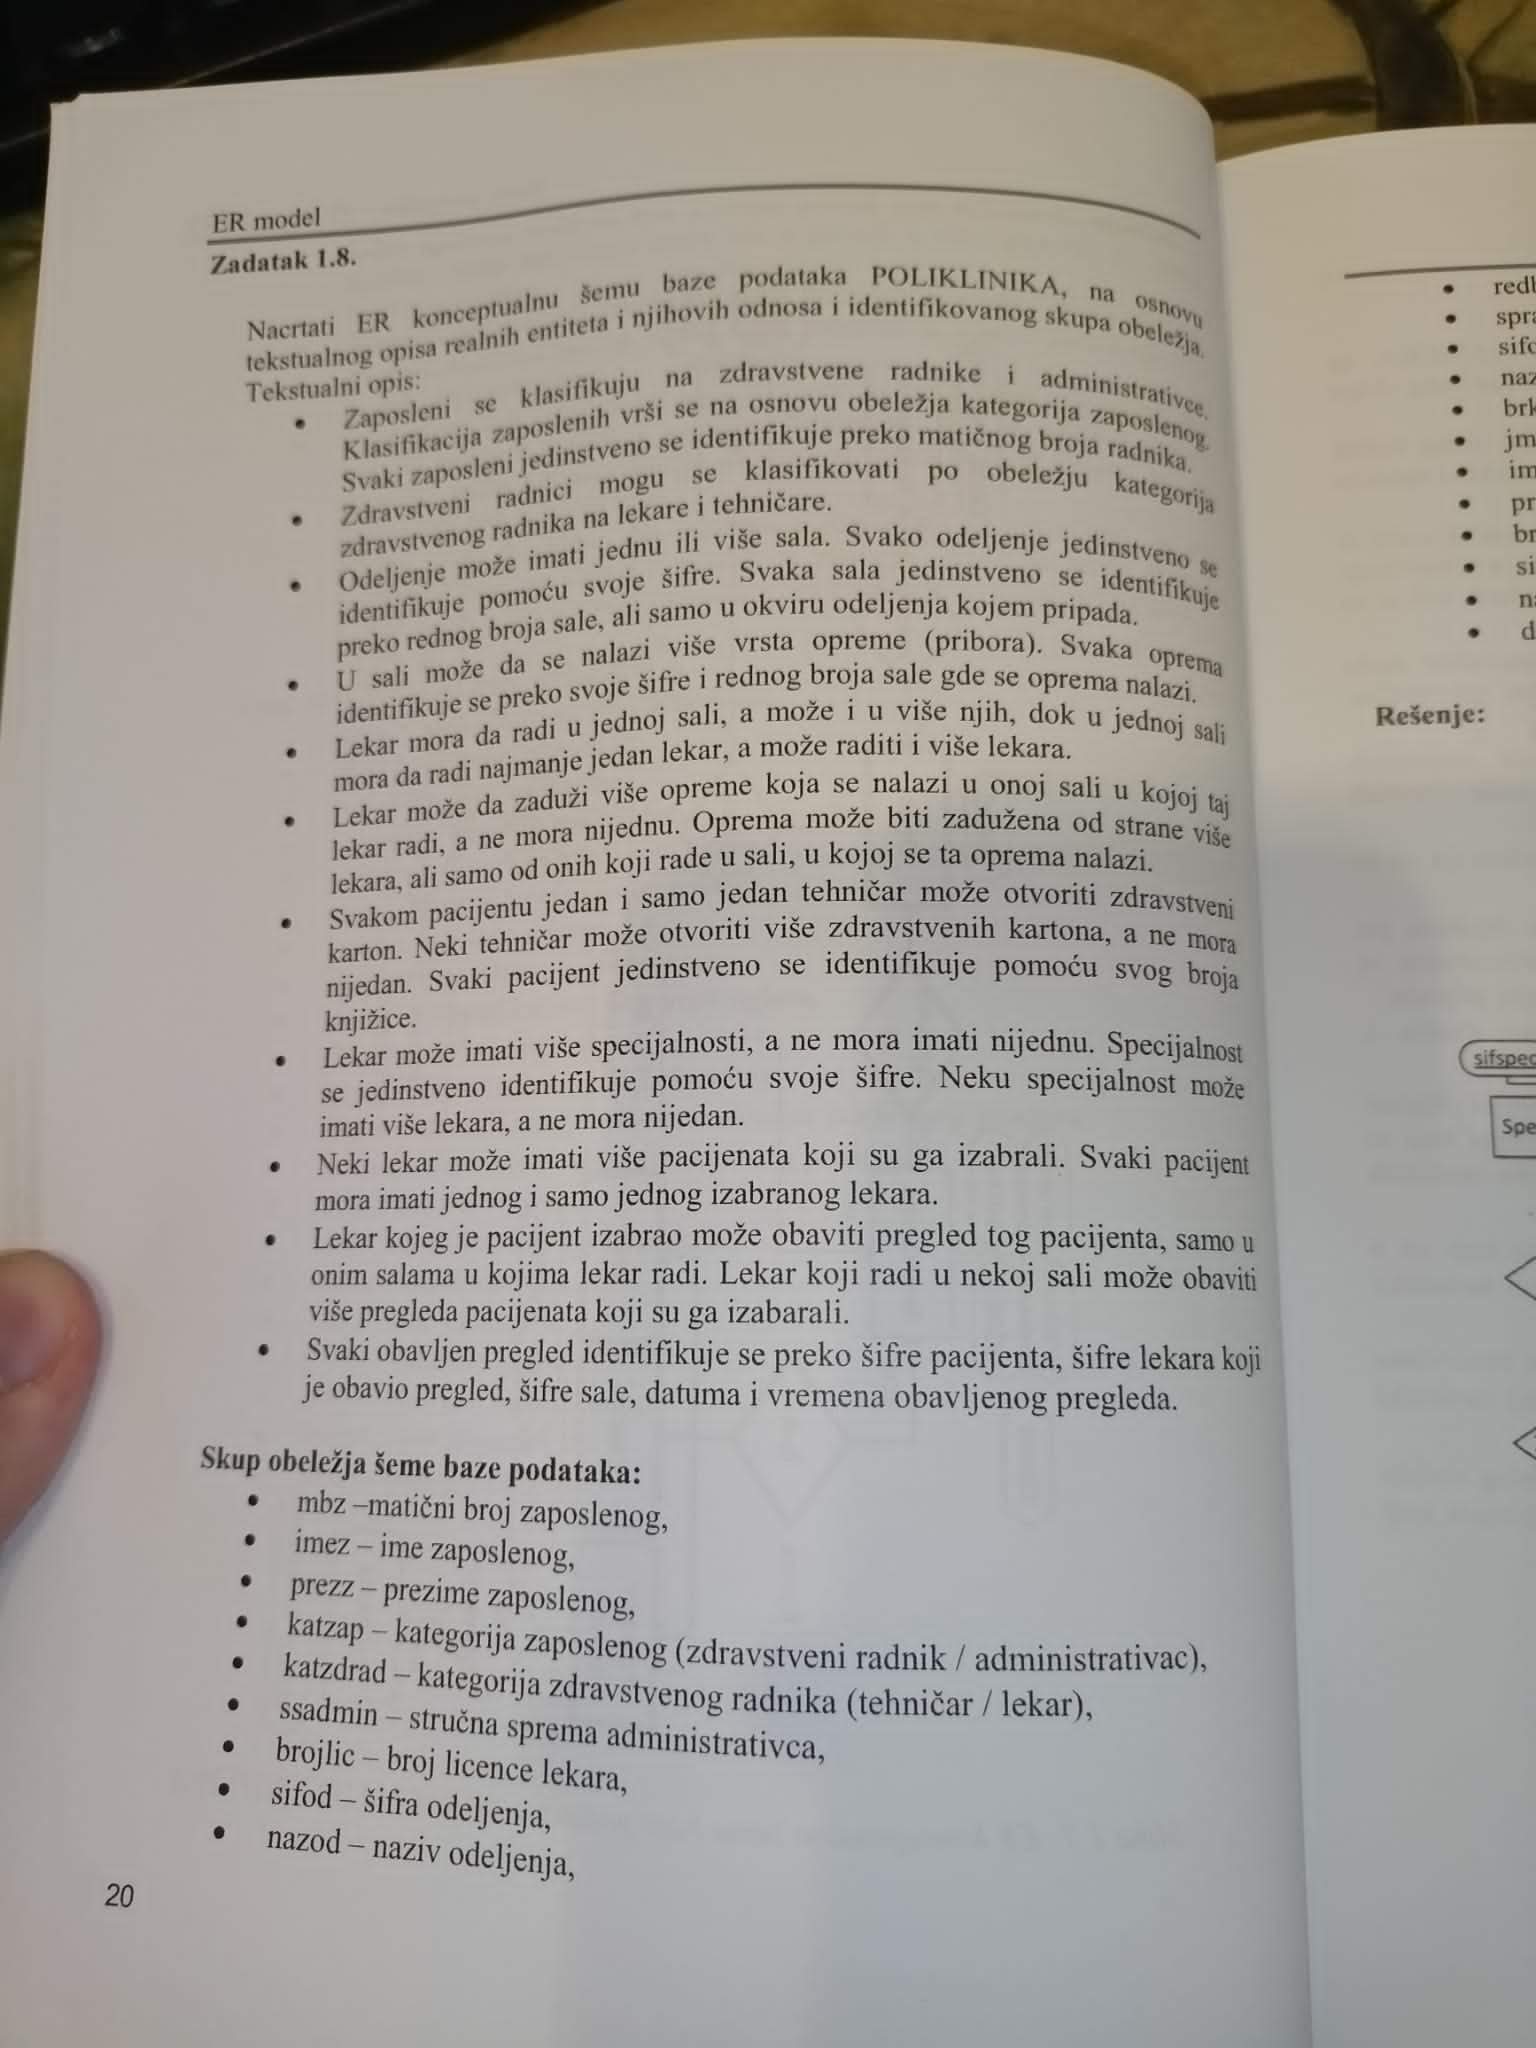 ER model
Zadatak 1.8.
Nacrtati ER konceptualnu šemu baze podataka POLIKLINIKA, na osnovu
tekstualnog opisa realnih entiteta i njihovih odnosa i identifikovanog skupa obeležja.
Tekstualni opis:
• Zaposleni se klasifikuju na zdravstvene radnike i administrativce.
Klasifikacija zaposlenih vrši se na osnovu obeležja kategorija zaposlenog.
Svaki zaposleni jedinstveno se identifikuje preko matičnog broja radnika.
• Zdravstveni radnici mogu se klasifikovati po obeležju kategorija
zdravstvenog radnika na lekare i tehničare.
• Odeljenje može imati jednu ili više sala. Svako odeljenje jedinstveno se
identifikuje pomoću svoje šifre. Svaka sala jedinstveno se identifikuje
preko rednog broja sale, ali samo u okviru odeljenja kojem pripada.
• U sali može da se nalazi više vrsta opreme (pribora). Svaka oprema
identifikuje se preko svoje šifre i rednog broja sale gde se oprema nalazi.
• Lekar mora da radi u jednoj sali, a može i u više njih, dok u jednoj sali
mora da radi najmanje jedan lekar, a može raditi i više lekara.
• Lekar može da zaduži više opreme koja se nalazi u onoj sali u kojoj taj
lekar radi, a ne mora nijednu. Oprema može biti zadužena od strane više
lekara, ali samo od onih koji rade u sali, u kojoj se ta oprema nalazi.
• Svakom pacijentu jedan i samo jedan tehničar može otvoriti zdravstveni
karton. Neki tehničar može otvoriti više zdravstvenih kartona, a ne mora
nijedan. Svaki pacijent jedinstveno se identifikuje pomoću svog broja
knjižice.
• Lekar može imati više specijalnosti, a ne mora imati nijednu. Specijalnost
se jedinstveno identifikuje pomoću svoje šifre. Neku specijalnost može
imati više lekara, a ne mora nijedan.
• Neki lekar može imati više pacijenata koji su ga izabrali. Svaki pacijent
mora imati jednog i samo jednog izabranog lekara.
• Lekar kojeg je pacijent izabrao može obaviti pregled tog pacijenta, samo u
onim salama u kojima lekar radi. Lekar koji radi u nekoj sali može obaviti
više pregleda pacijenata koji su ga izabarali.
• Svaki obavljen pregled identifikuje se preko šifre pacijenta, šifre lekara koji
je obavio pregled, šifre sale, datuma i vremena obavljenog pregleda.
Skup obeležja šeme baze podataka:
• mbz –matični broj zaposlenog,
• imez – ime zaposlenog,
• prezz – prezime zaposlenog,
• katzap – kategorija zaposlenog (zdravstveni radnik / administrativac),
• katzdrad – kategorija zdravstvenog radnika (tehničar / lekar),
• ssadmin – stručna sprema administrativca,
• brojlic – broj licence lekara,
• sifod – šifra odeljenja,
• nazod – naziv odeljenja,
20
Rešenje: